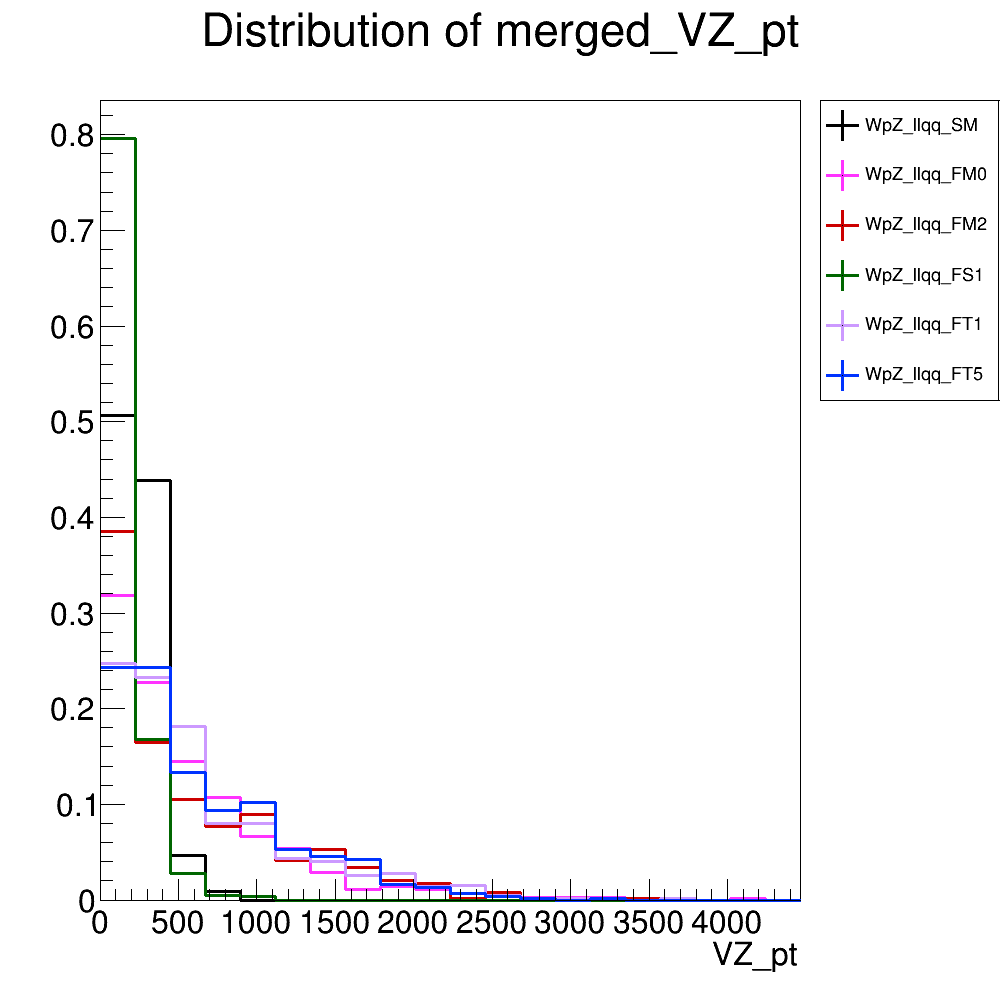 Distribution of merged_VZ_pt
WpZ_llqq_SM
WpZ_llqq_FM0
WpZ_llqq_FM2
WpZ_llqq_FS1
WpZ_llqq_FT1
WpZ_llqq_FT5
0.8
0.7
0.6
0.5
0.4
0.3
0.2
0.1
0
0 500 1000 1500 2000 2500 3000 3500 4000
VZ_pt